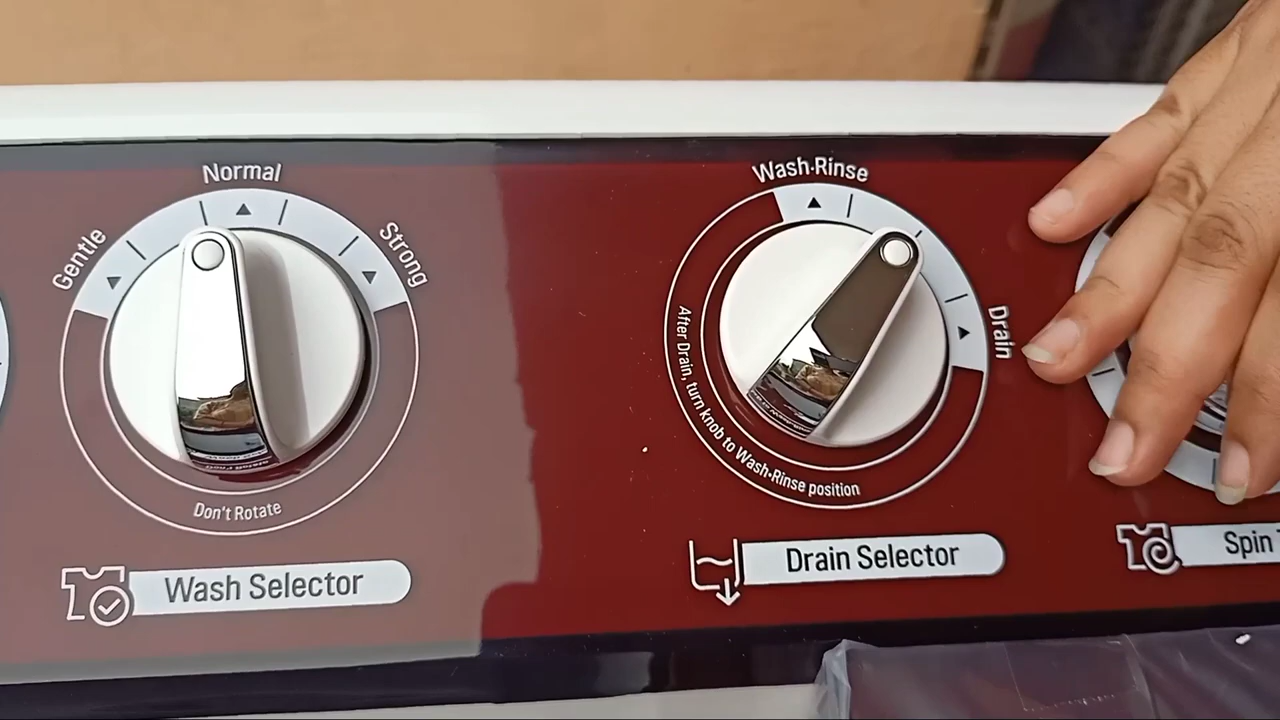 Normal
Gentle
Strong
Don't Rotate
Wash Selector
Wash·Rinse
Drain
After Drain, turn knob to Wash·Rinse position
Drain Selector
Spin